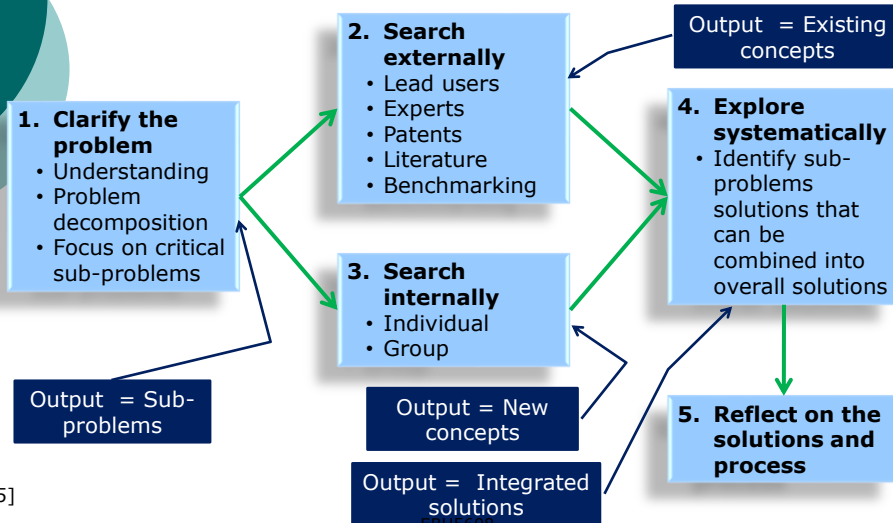 1. Clarify the
problem
• Understanding
• Problem
decomposition
• Focus on critical
sub-problems
Output = Sub-
problems
2. Search
externally
• Lead users
• Experts
• Patents
• Literature
• Benchmarking
Output = Existing
concepts
3. Search
internally
• Individual
• Group
Output = New
concepts
4. Explore
systematically
• Identify sub-
problems
solutions that
can be
combined into
overall solutions
Output = Integrated
solutions
5. Reflect on the
solutions and
process
5]